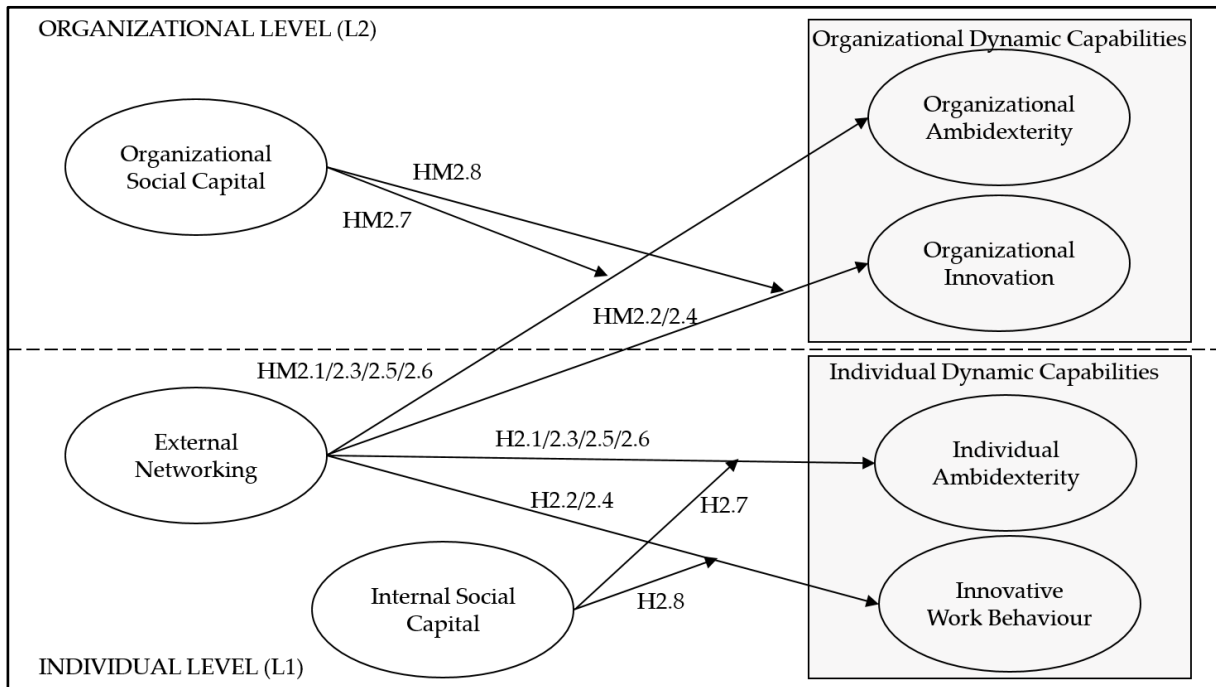 ORGANIZATIONAL LEVEL (L2)
Organizational Dynamic Capabilities
Organizational
Ambidexterity
Organizational
Social Capital
HM2.8
HM2.7
Organizational
Innovation
HM2.2/2.4
HM2.1/2.3/2.5/2.6
Individual Dynamic Capabilities
External
Networking
H2.1/2.3/2.5/2.6
Individual
Ambidexterity
H2.2/2.4
H2.7
Internal Social
Capital
H2.8
Innovative
Work Behaviour
INDIVIDUAL LEVEL (L1)